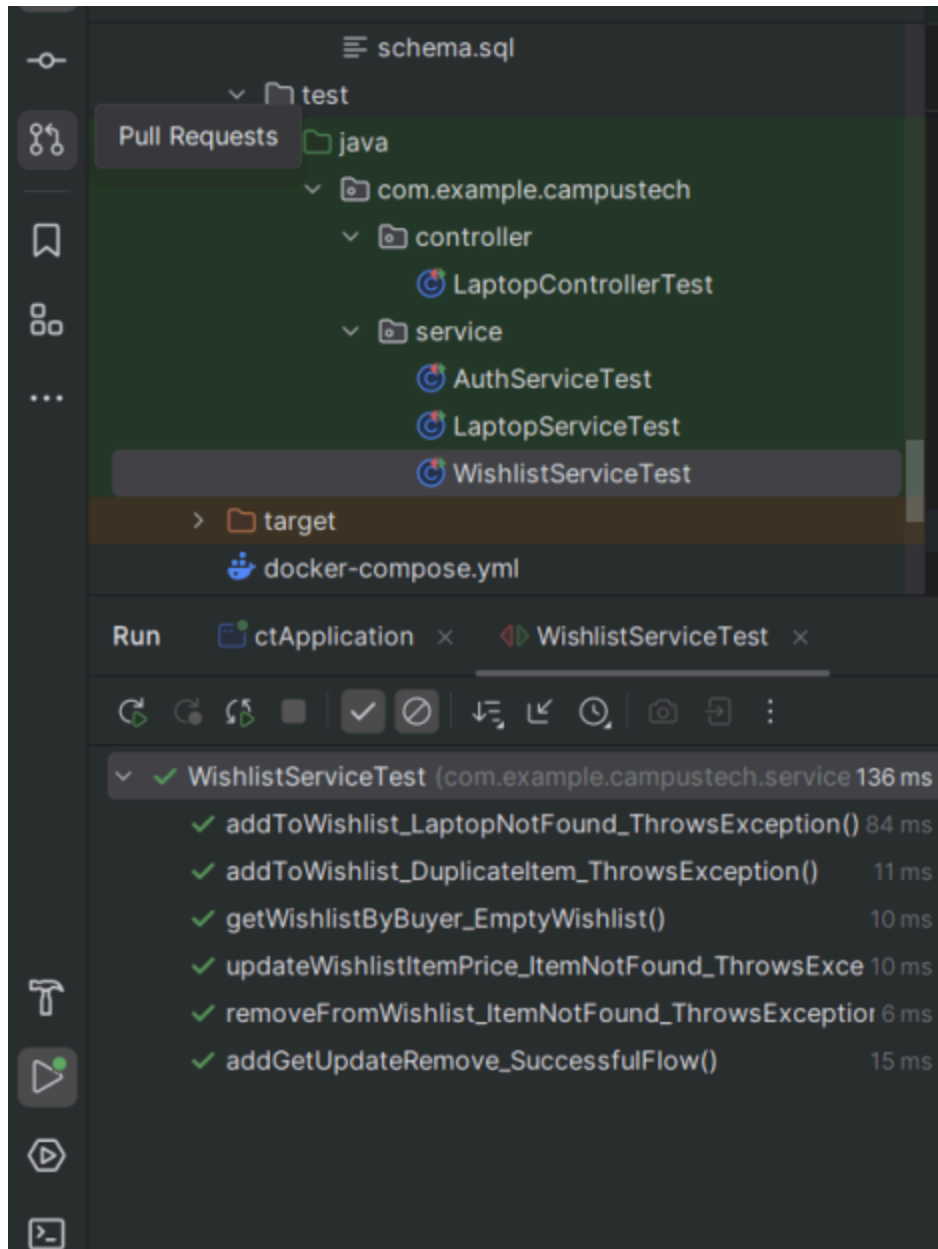 schema.sql
test
Pull Requests
java
com.example.campustech
controller
LaptopControllerTest
service
AuthServiceTest
LaptopServiceTest
WishlistServiceTest
target
docker-compose.yml
Run ctApplication WishlistServiceTest
WishlistServiceTest (com.example.campustech.service 136 ms
addToWishlist_LaptopNotFound_ThrowsException() 84 ms
addToWishlist_DuplicateItem_ThrowsException() 11 ms
getWishlistByBuyer_EmptyWishlist() 10 ms
updateWishlistItemPrice_ItemNotFound_ThrowsExce 10 ms
removeFromWishlist_ItemNotFound_ThrowsException 6 ms
addGetUpdateRemove_SuccessfulFlow() 15 ms